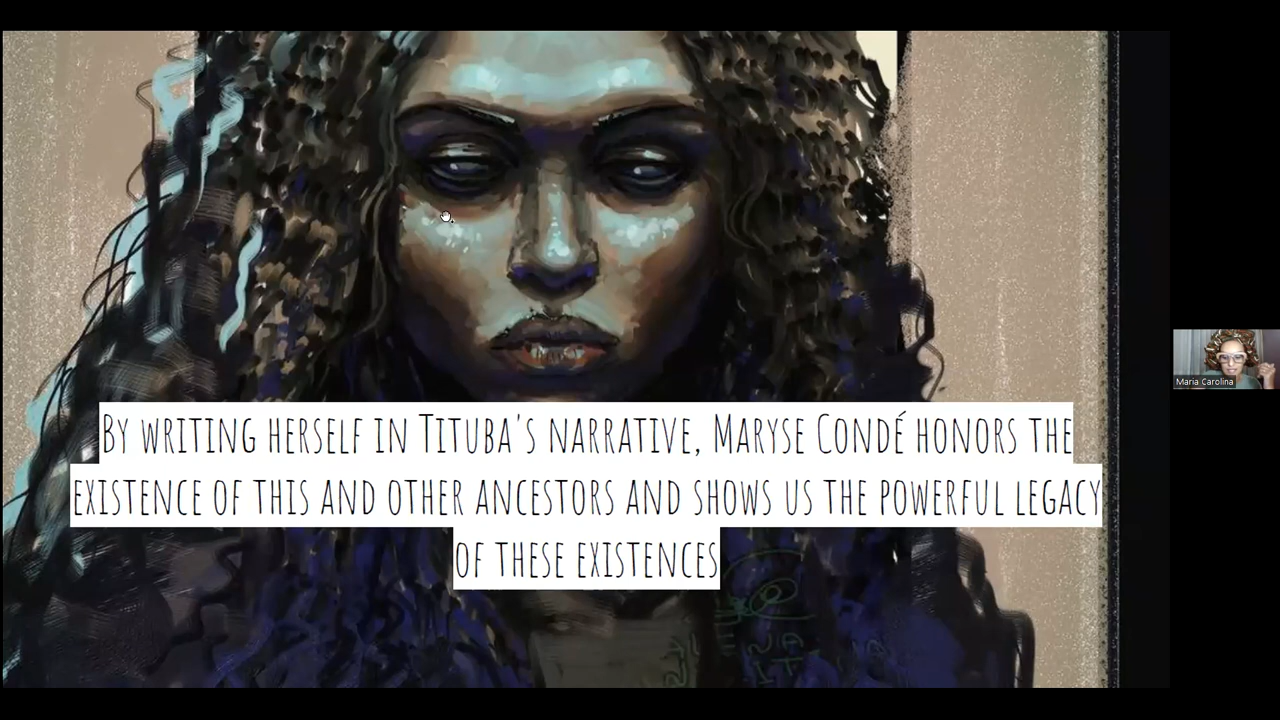 By writing herself in Tituba's narrative, Maryse Condé honors the
existence of this and other ancestors and shows us the powerful legacy
of these existences
Maria Carolina